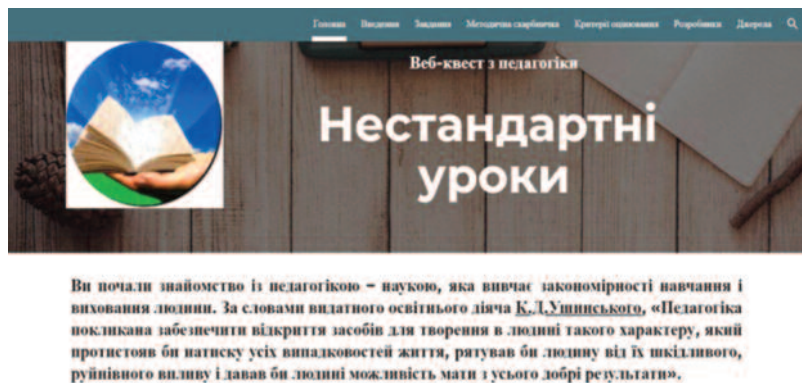 Головна Введення Завдання Методична скарбничка Критерії оцінювання Розробники Джерела
Веб-квест з педагогіки
Нестандартні
уроки
Ви почали знайомство із педагогікою – наукою, яка вивчає закономірності навчання і
виховання людини. За словами видатного освітнього діяча К.Д.Ушинського, «Педагогіка
покликана забезпечити відкриття засобів для творення в людині такого характеру, який
протистояв би натиску усіх випадковостей життя, рятував би людину від їх шкідливого,
руйнівного впливу і давав би людині можливість мати з усього добрі результати».